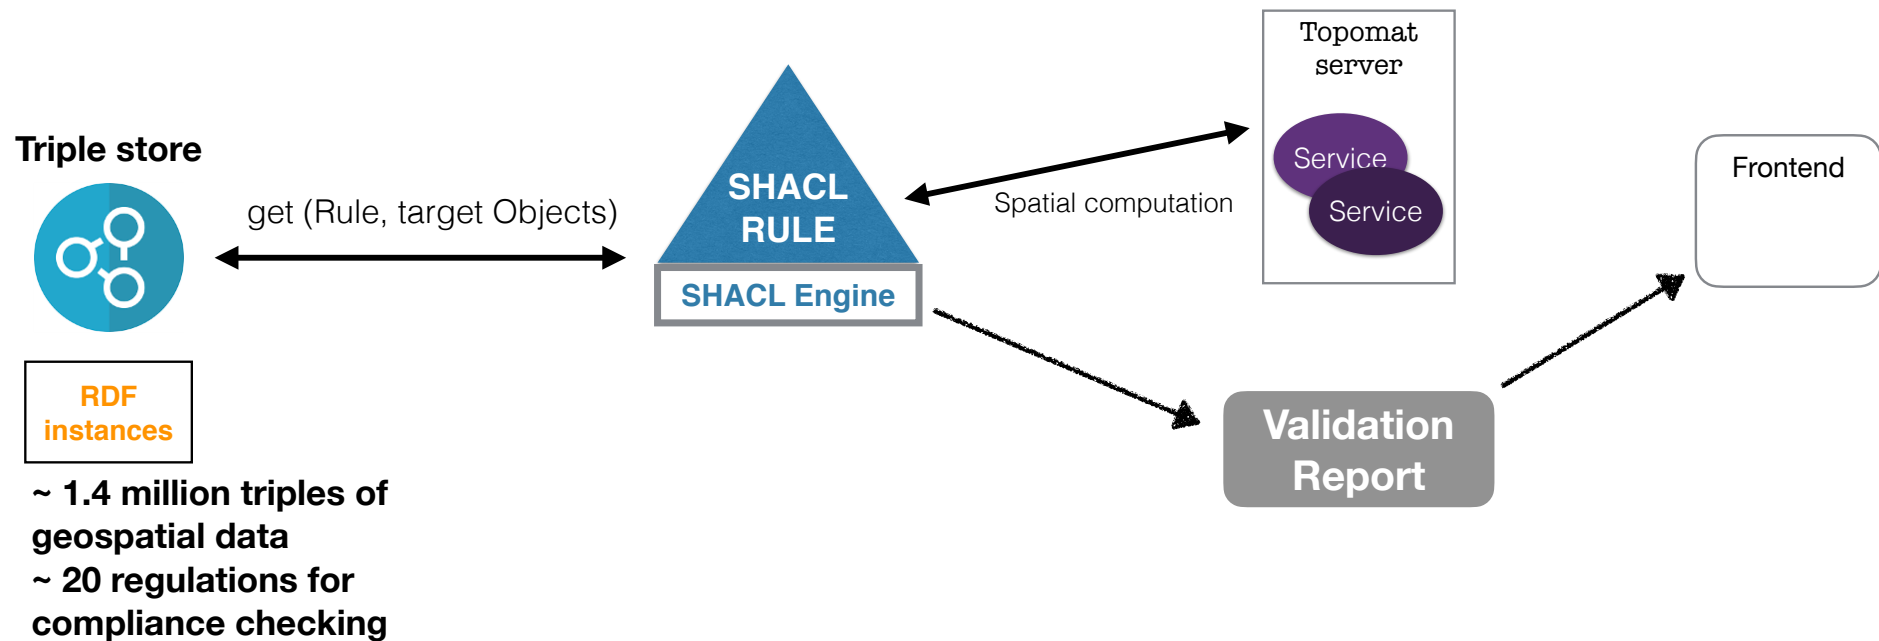 Triple store
RDF
instances
~ 1.4 million triples of
geospatial data
~ 20 regulations for
compliance checking
get (Rule, target Objects)
SHACL
RULE
SHACL Engine
Spatial computation
Topomat
server
Service
Service
Validation
Report
Frontend